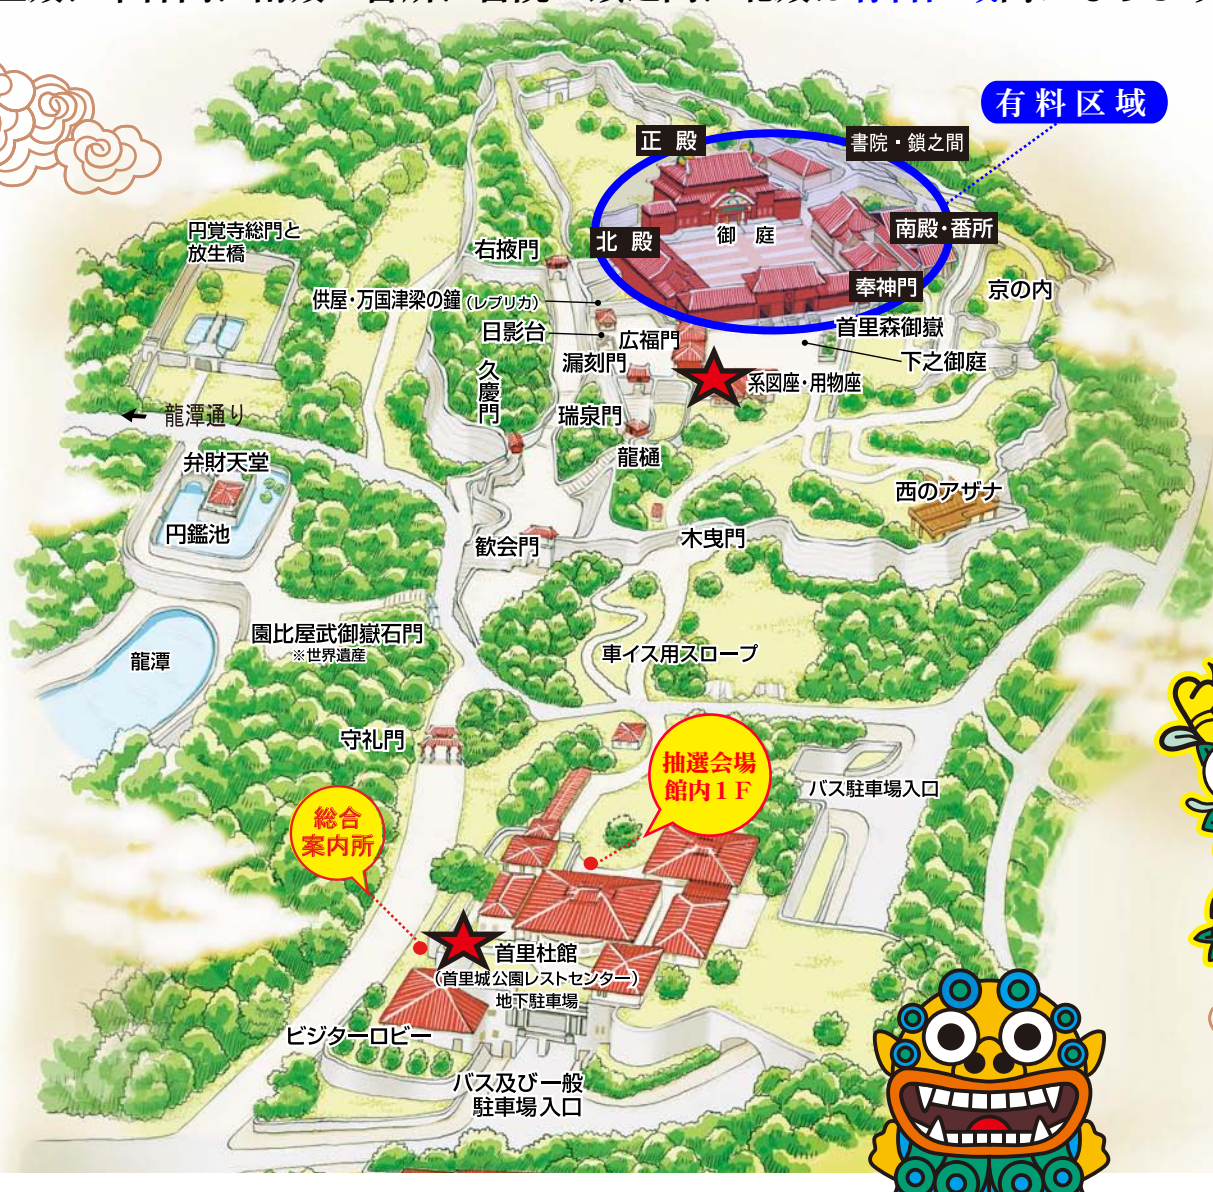 有料区域
正殿
書院・鎖之間
南殿・番所
北殿
御庭
奉神門
円覚寺総門と
放生橋
右掖門
京の内
供屋・万国津梁の鐘(レプリカ)
首里森御嶽
日影台
広福門
下之御庭
漏刻門
久慶門
系図座・用物座
龍潭通り
瑞泉門
龍樋
弁財天堂
西のアザナ
円鑑池
歓会門
木曳門
園比屋武御嶽石門
※世界遺産
龍潭
車イス用スロープ
守礼門
抽選会場
館内1F
バス駐車場入口
総合
案内所
首里杜館
(首里城公園レストセンター)
地下駐車場
ビジターロビー
バス及び一般
駐車場入口